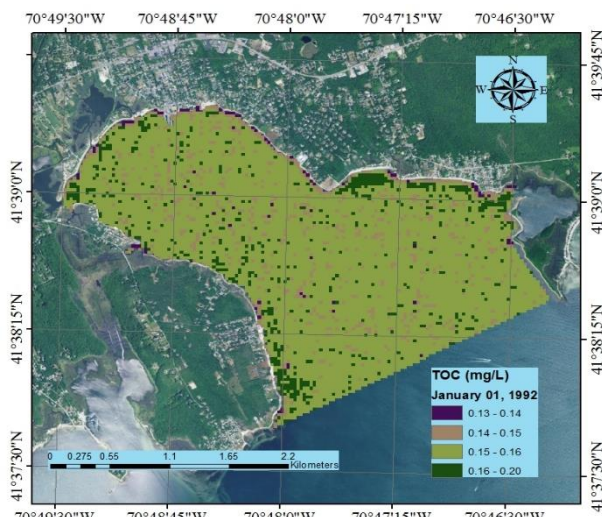 70°49'30"W 70°48'45"W 70°48'0"W 70°47'15"W 70°46'30"W
41°39'45"N
N
W E
S
41°39'0"N 41°39'0"N
41°38'15"N 41°38'15"N
TOC (mg/L)
January 01, 1992
0.13 - 0.14
0.14 - 0.15
0.15 - 0.16
0.16 - 0.20
0 0.275 0.55 1.1 1.65 2.2
Kilometers
41°37'30"N 41°37'30"N
70°49'30"W 70°48'45"W 70°48'0"W 70°47'15"W 70°46'30"W